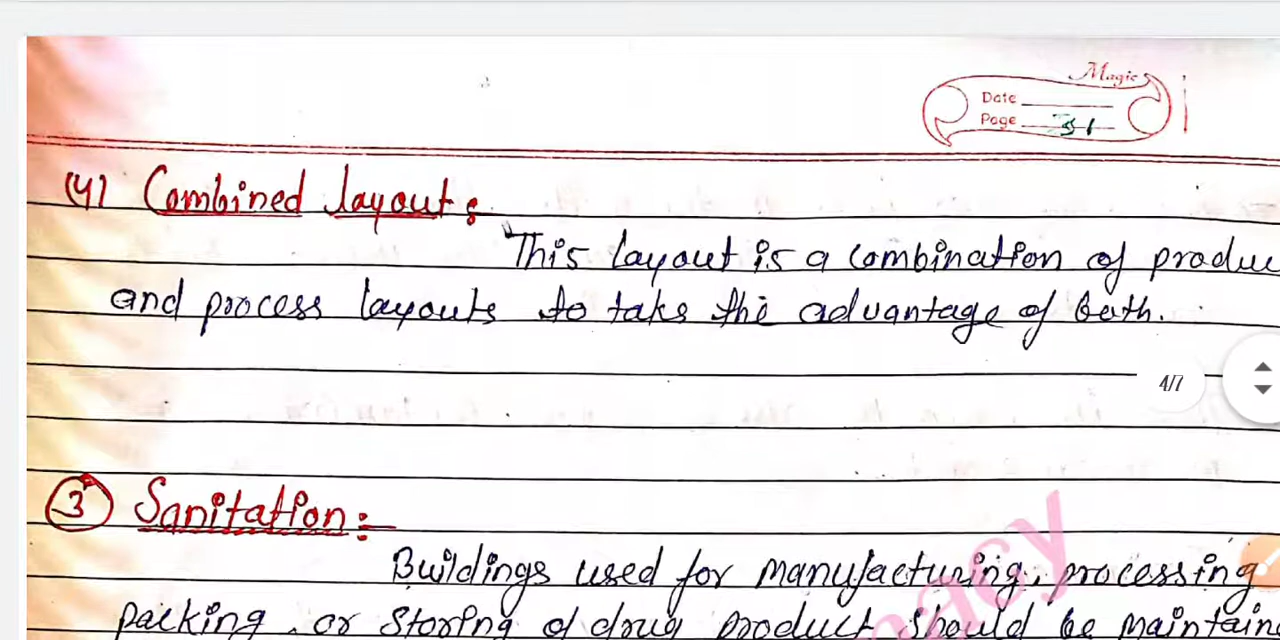 Magic
Date
Page 31
(4) Combined layout:
This layout is a combination of produc
and process layouts to take the advantage of both.
4/7
3 Sanitation:-
Buildings used for manufacturing, processing
packing, or storing of drug product should be maintain
acy